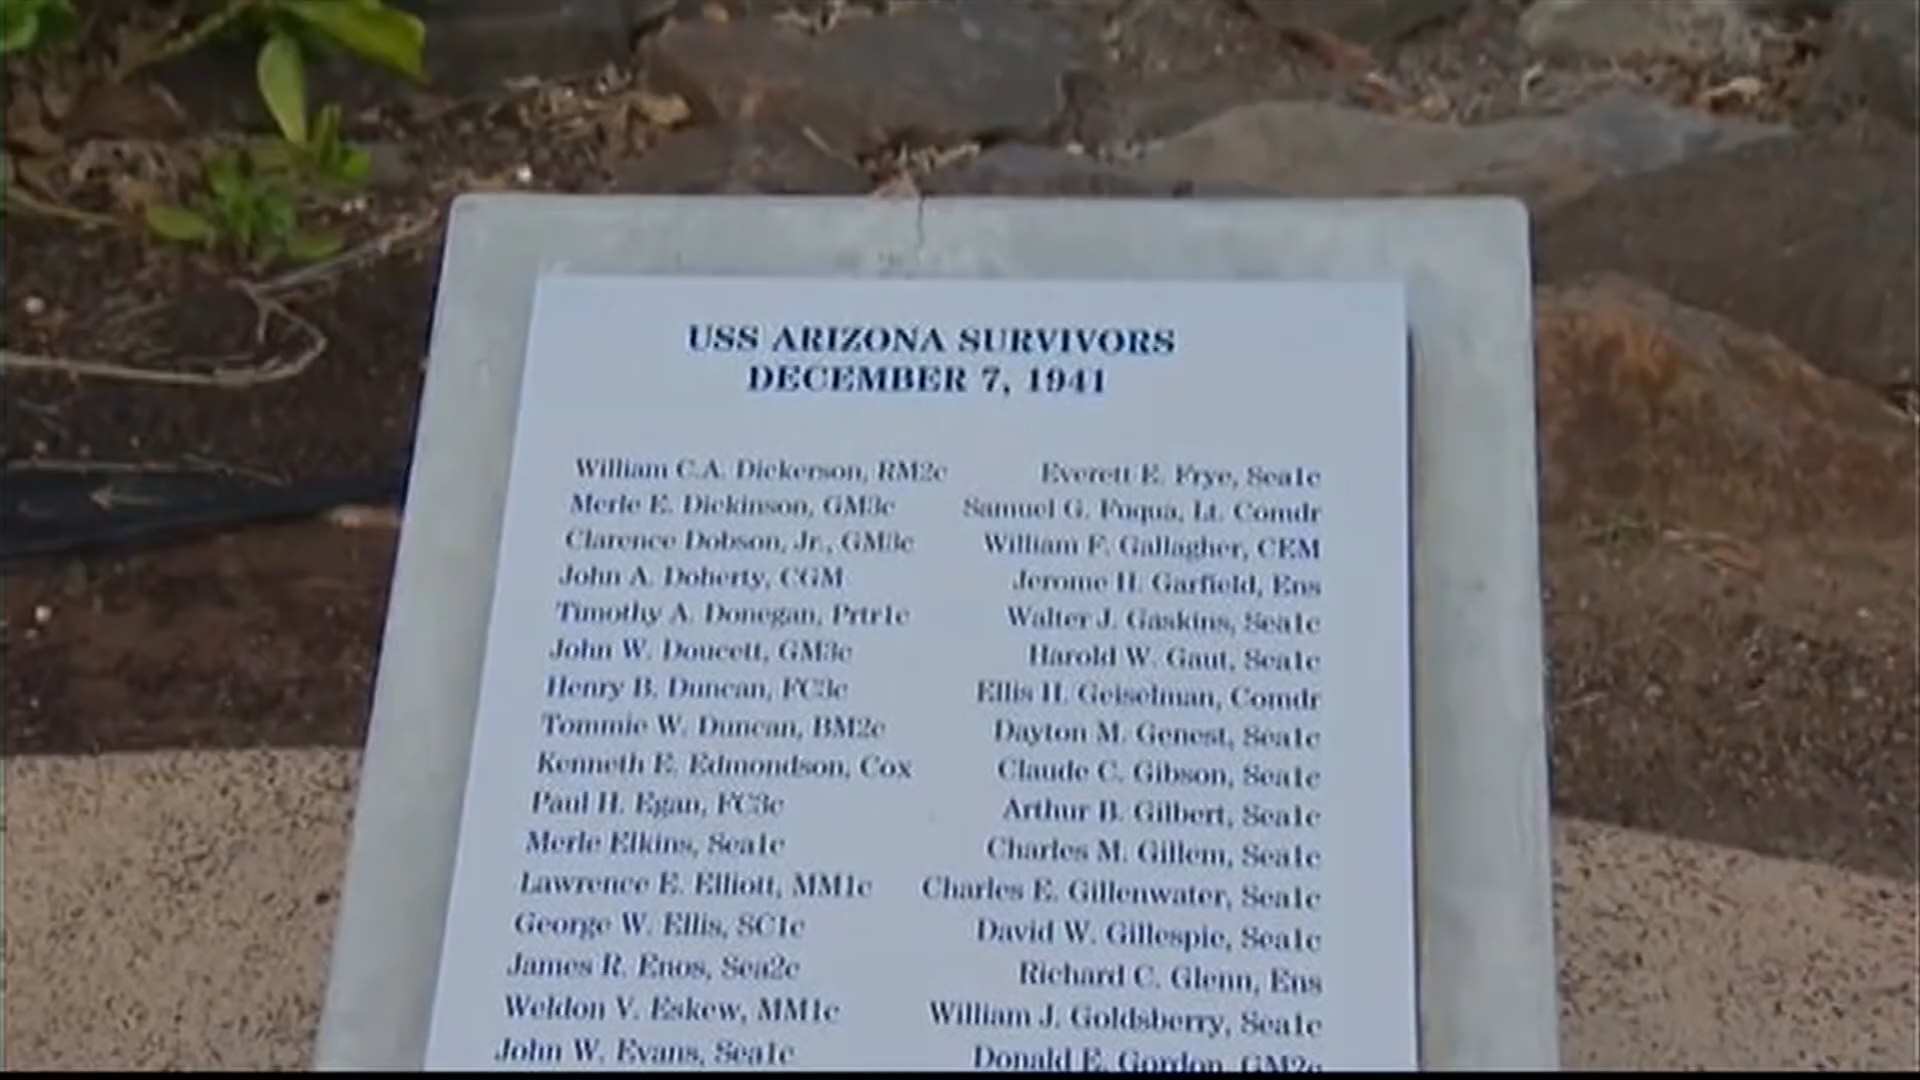 USS ARIZONA SURVIVORS
DECEMBER 7, 1941
William C.A. Dickerson, RM2c
Merle E. Dickinson, GM3c
Clarence Dobson, Jr., GM3c
John A. Doherty, CGM
Timothy A. Donegan, Prtr1c
John W. Doucett, GM3c
Henry B. Duncan, FC3c
Tommie W. Duncan, BM2c
Kenneth E. Edmondson, Cox
Paul H. Egan, FC3c
Merle Elkins, Sea1c
Lawrence E. Elliott, MM1c
George W. Ellis, SC1c
James R. Enos, Sea2c
Weldon V. Eskew, MM1c
John W. Evans, Sea1c
Everett E. Frye, Sea1c
Samuel G. Fuqua, Lt. Comdr
William F. Gallagher, CEM
Jerome H. Garfield, Ens
Walter J. Gaskins, Sea1c
Harold W. Gaut, Sea1c
Ellis H. Geiselman, Comdr
Dayton M. Genest, Sea1c
Claude C. Gibson, Sea1c
Arthur B. Gilbert, Sea1c
Charles M. Gillem, Sea1c
Charles E. Gillenwater, Sea1c
David W. Gillespie, Sea1c
Richard C. Glenn, Ens
William J. Goldsberry, Sea1c
Donald E. Gordon, GM2c